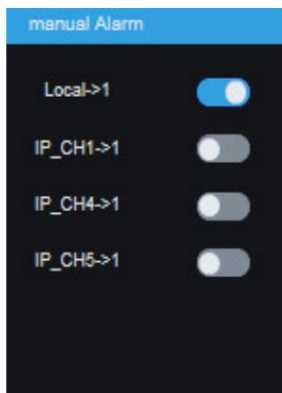 manual Alarm
Local->1
IP_CH1->1
IP_CH4->1
IP_CH5->1